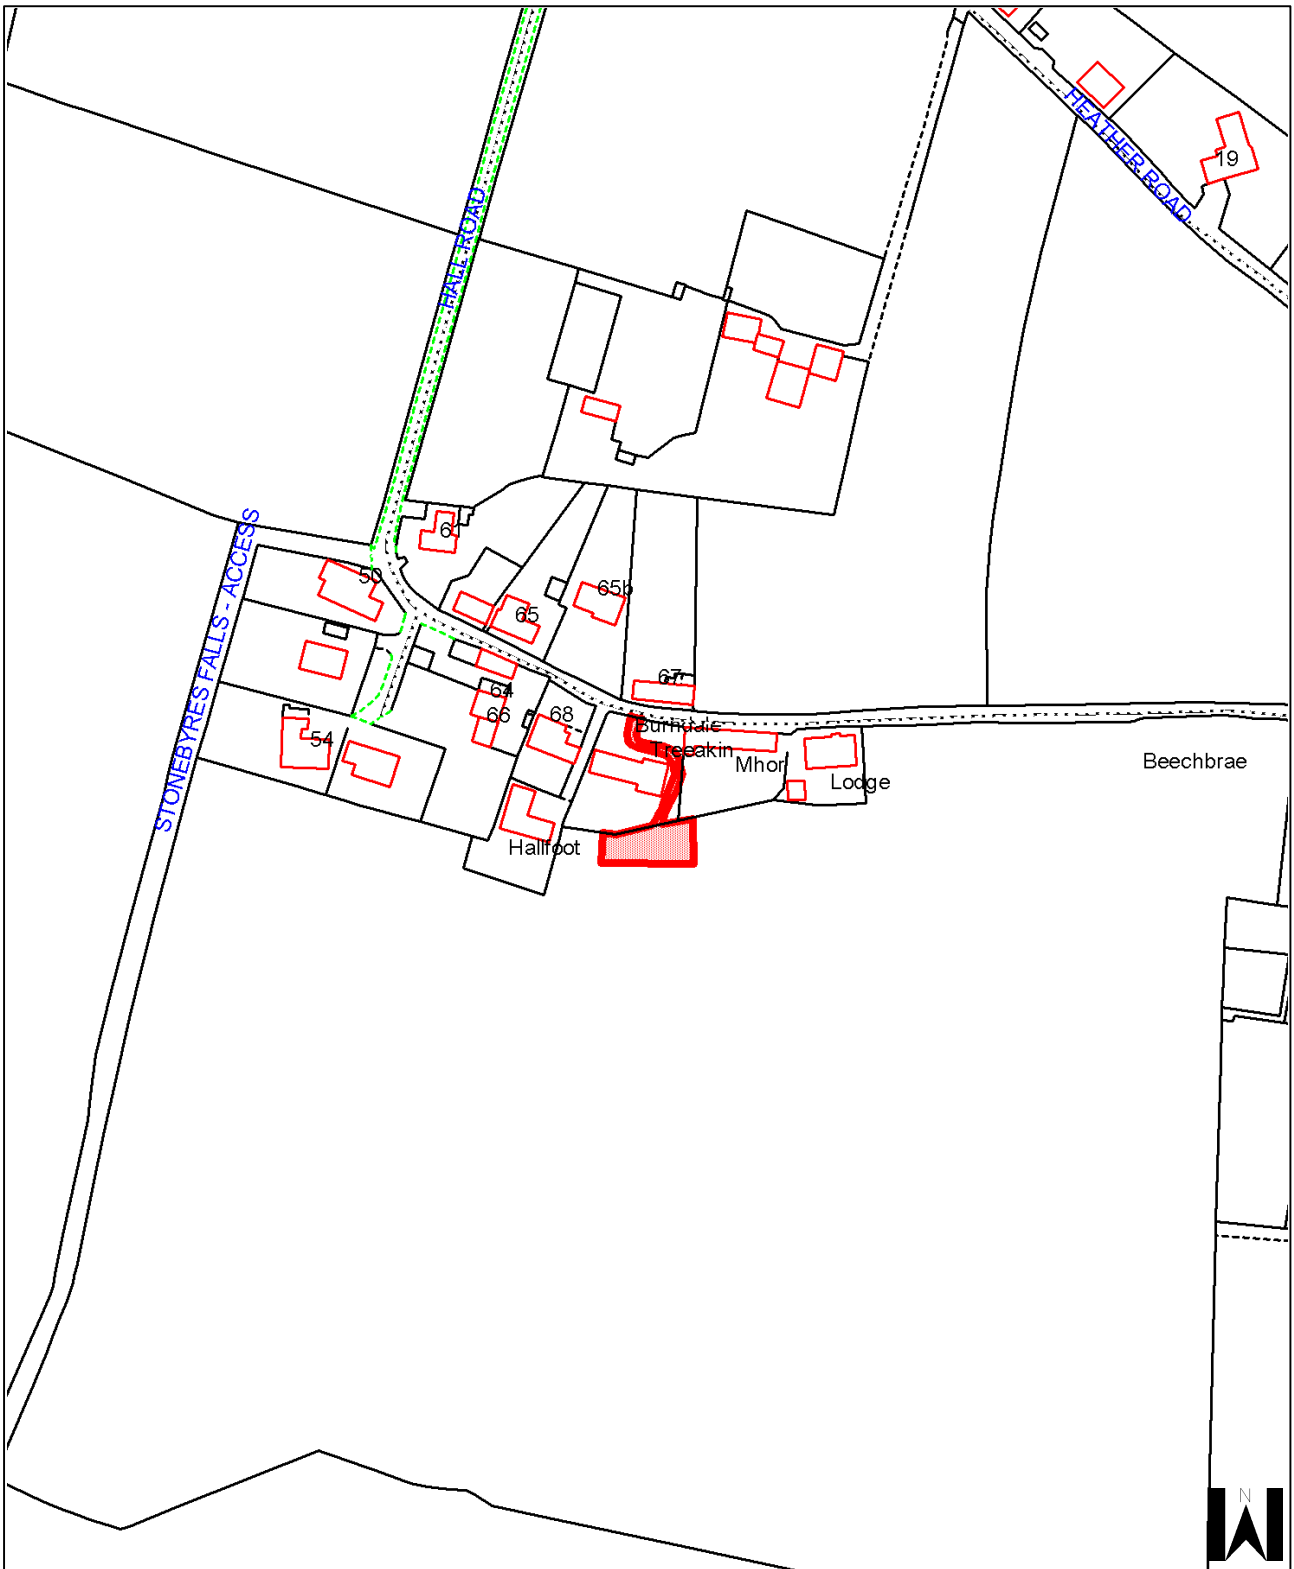 HEATHER ROAD
19
HALL ROAD
STONEBYRES FALLS - ACCESS
61
50
65b
65
67
64
66
68
Burndale
54
Treeakin
Mhor
Lodge
Beechbrae
Hallfoot
N